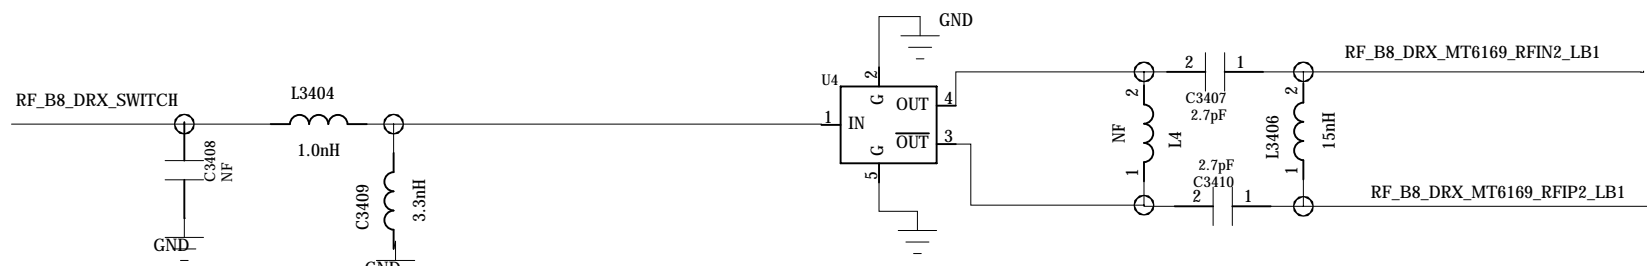 GND
RF_B8_DRX_MT6169_RFIN2_LB1
2 1
U4
2
C3407
2.7pF
RF_B8_DRX_SWITCH
L3404
1.0nH
G
OUT 4
1 IN
OUT 3
G
5
2
NF
L4
1
2
L3406
15nH
1
C3408
NF
C3409
3.3nH
2.7pF
C3410
2 1
RF_B8_DRX_MT6169_RFIP2_LB1
GND
GND